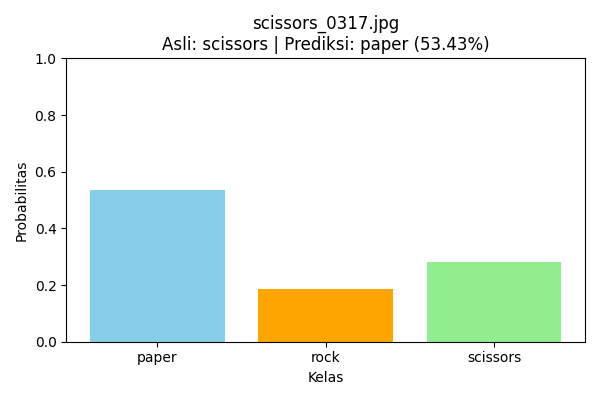 scissors_0317.jpg
Asli: scissors | Prediksi: paper (53.43%)
1.0
0.8
0.6
0.4
0.2
0.0
Probabilitas
paper rock scissors
Kelas